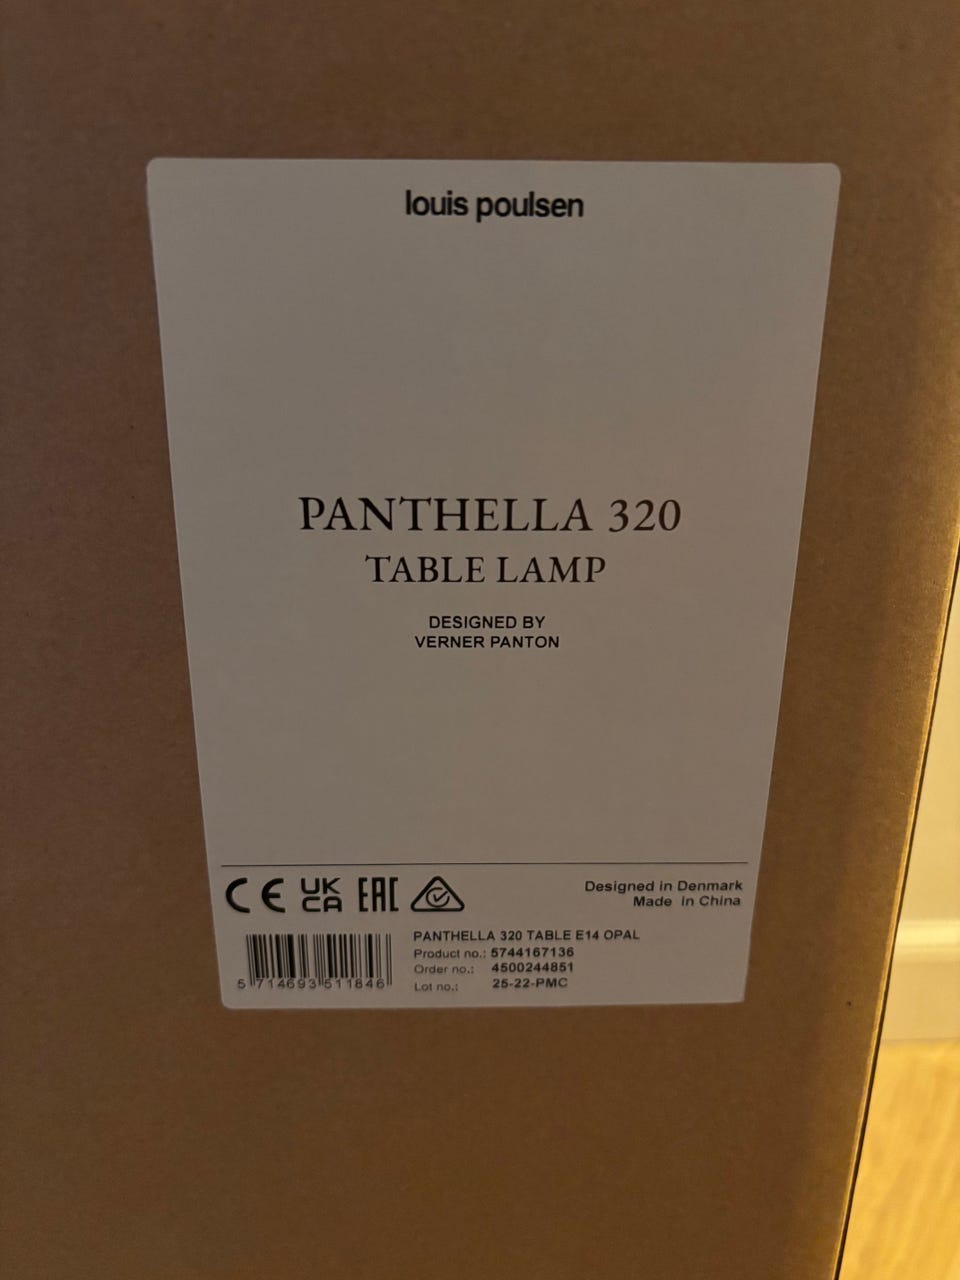 louis poulsen
PANTHELLA 320
TABLE LAMP
DESIGNED BY
VERNER PANTON
CE UK CA EAC
Designed in Denmark
Made in China
PANTHELLA 320 TABLE E14 OPAL
Product no.: 5744167136
Order no.: 4500244851
Lot no.: 25-22-PMC
5 714693 511846